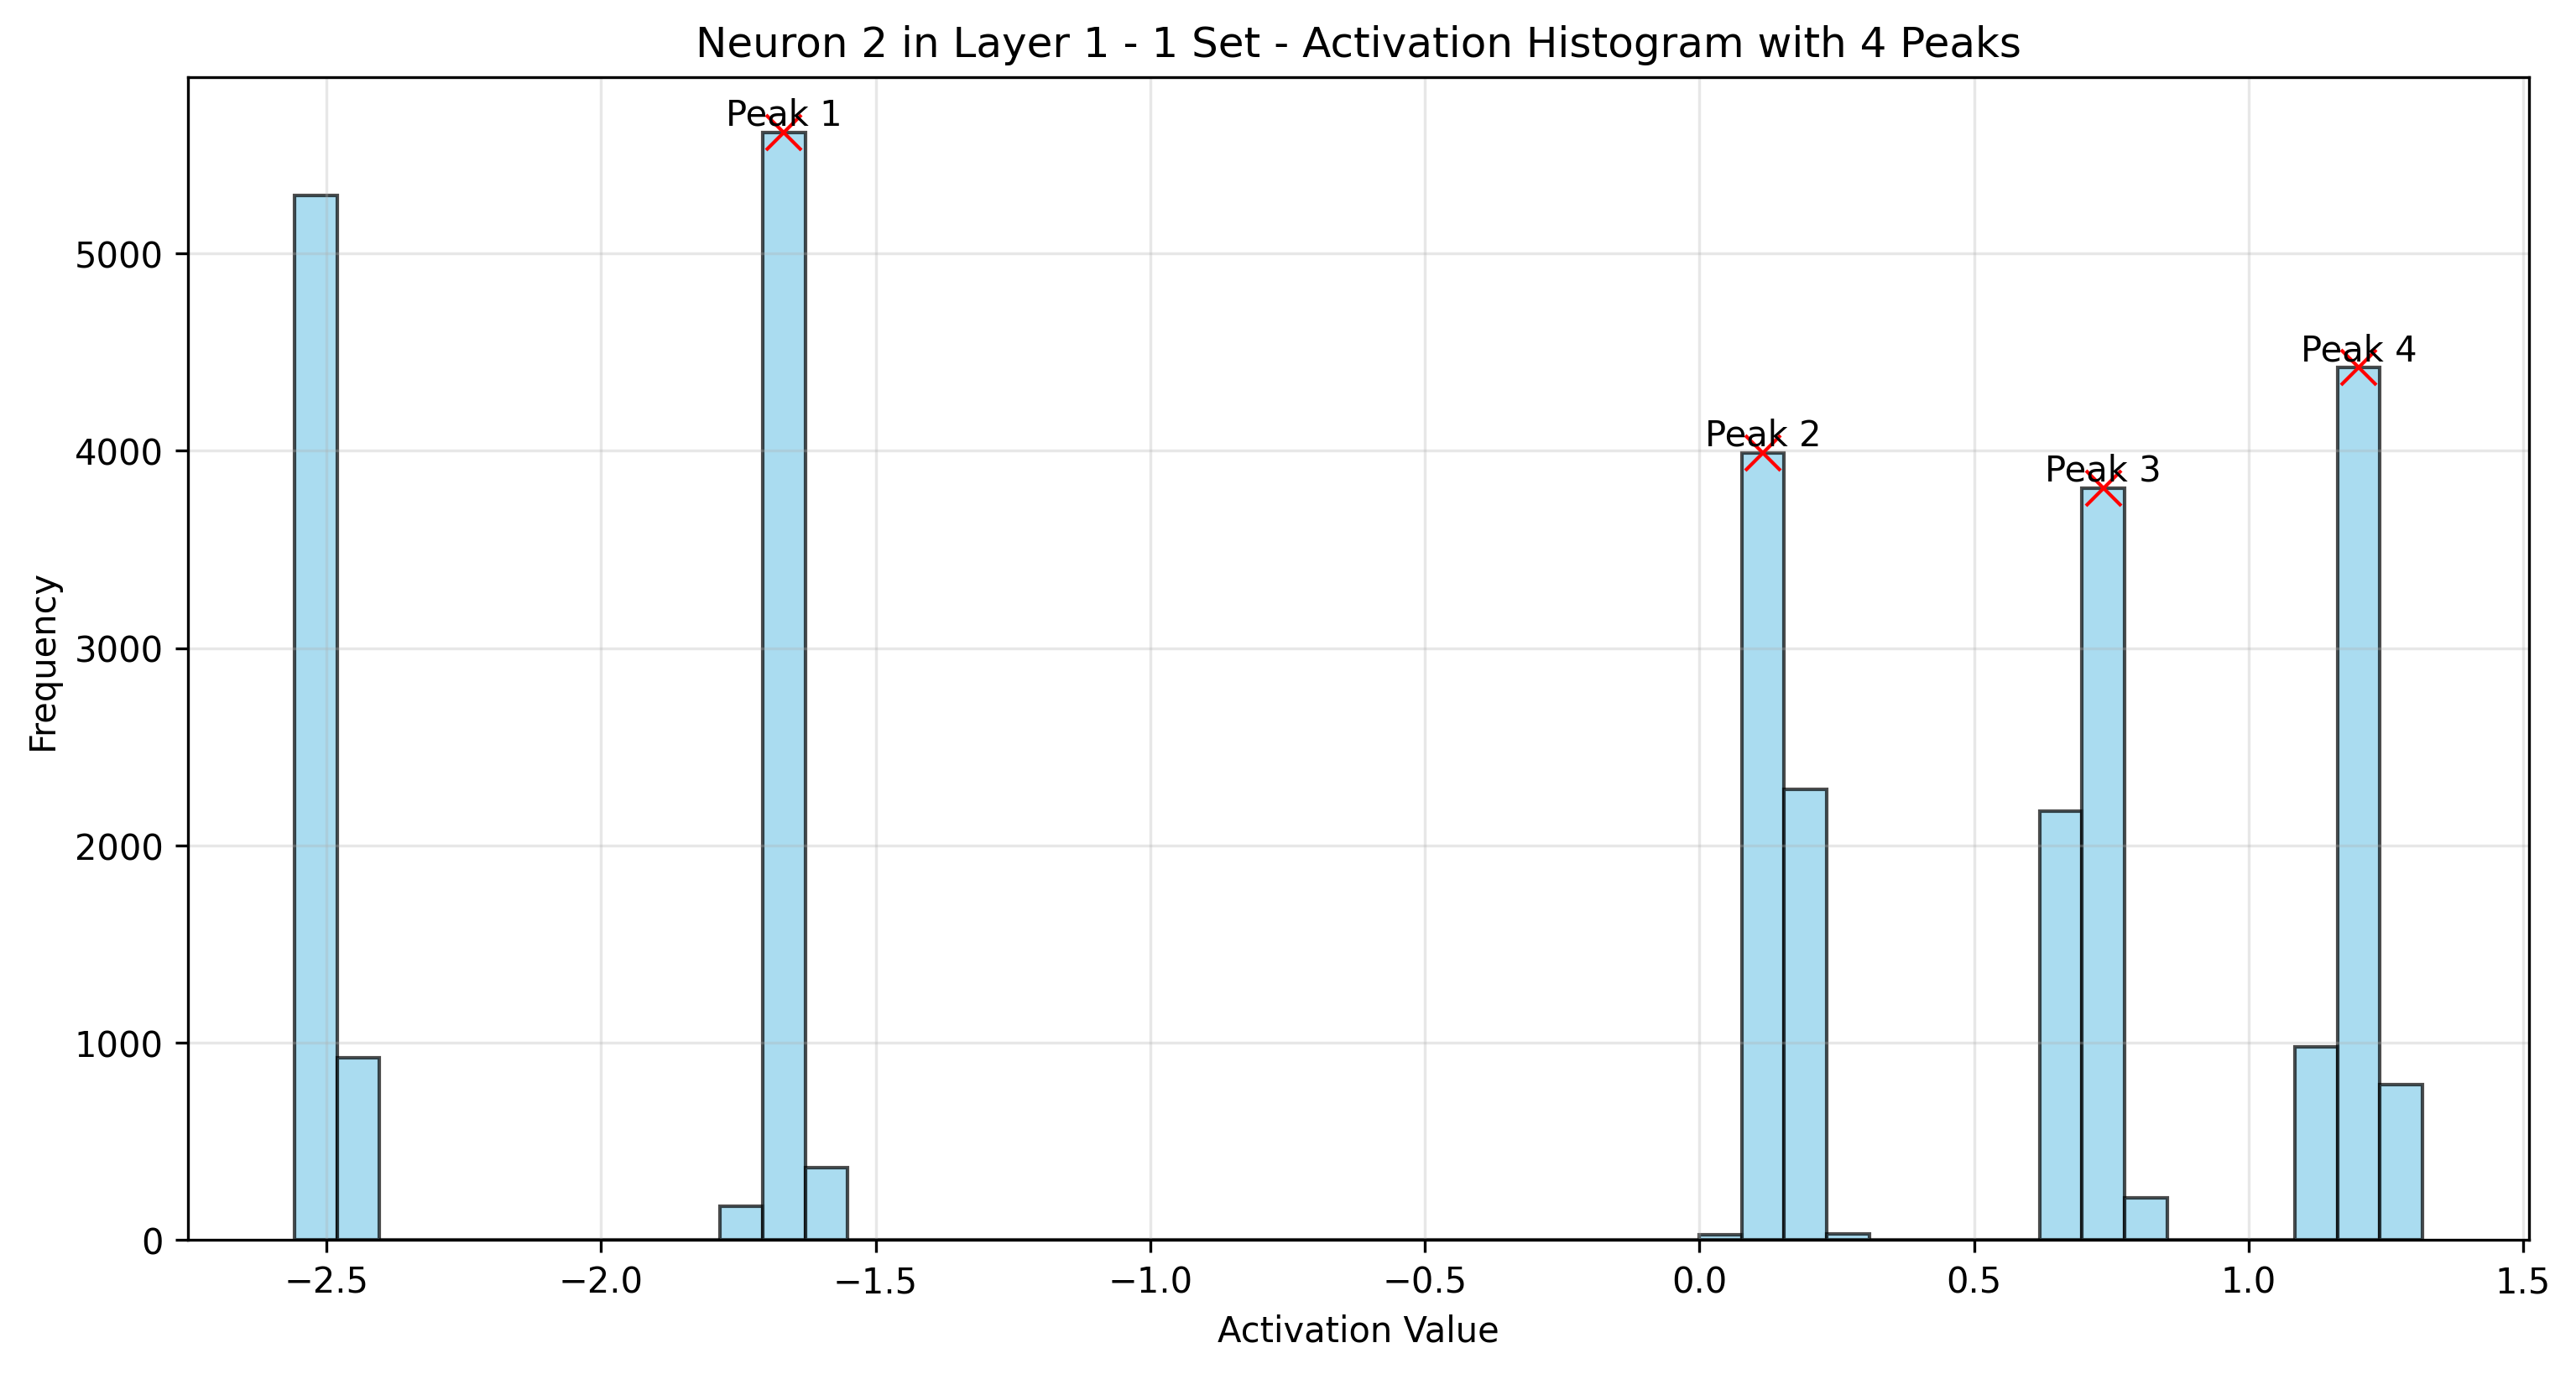 Neuron 2 in Layer 1 - 1 Set - Activation Histogram with 4 Peaks
Peak 1
Peak 4
Peak 2
Peak 3
Frequency
5000
4000
3000
2000
1000
0
−2.5 −2.0 −1.5 −1.0 −0.5 0.0 0.5 1.0 1.5
Activation Value